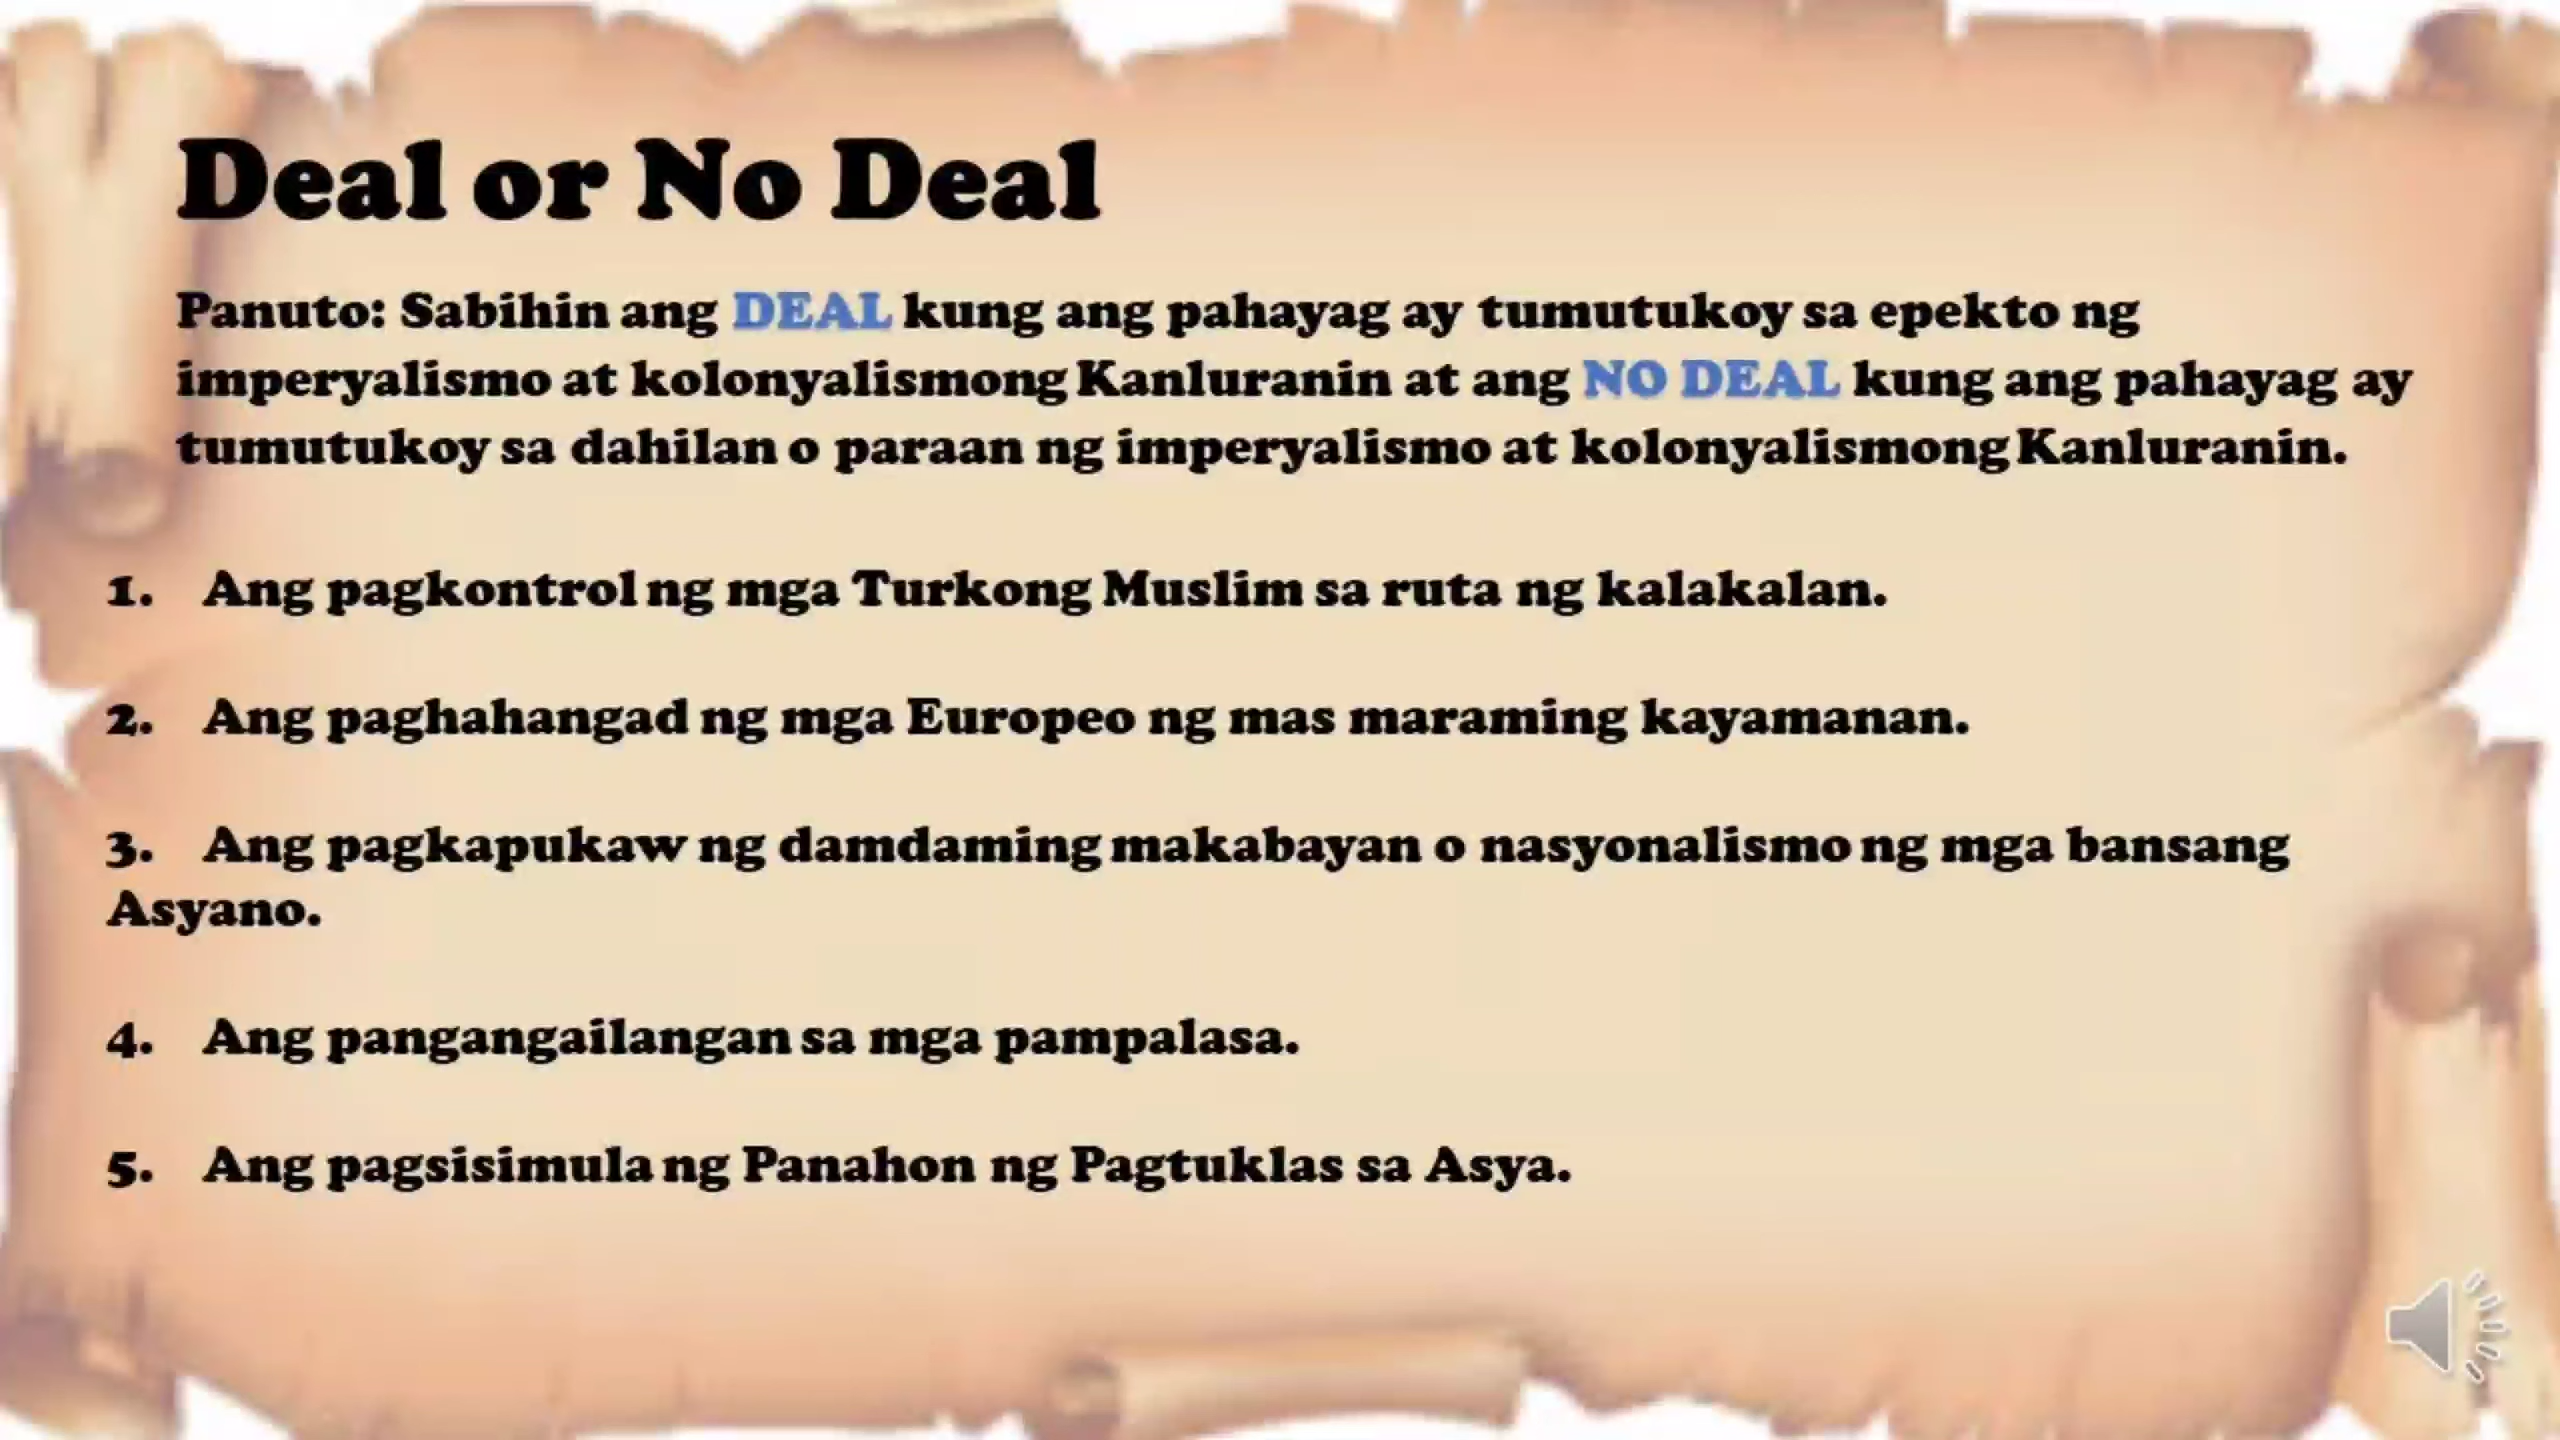 Deal or No Deal
Panuto: Sabihin ang DEAL kung ang pahayag ay tumutukoy sa epekto ng
imperyalismo at kolonyalismong Kanluranin at ang NO DEAL kung ang pahayag ay
tumutukoy sa dahilan o paraan ng imperyalismo at kolonyalismong Kanluranin.
1. Ang pagkontrol ng mga Turkong Muslim sa ruta ng kalakalan.
2. Ang paghahangad ng mga Europeo ng mas maraming kayamanan.
3. Ang pagkapukaw ng damdaming makabayan o nasyonalismo ng mga bansang
Asyano.
4. Ang pangangailangan sa mga pampalasa.
5. Ang pagsisimula ng Panahon ng Pagtuklas sa Asya.